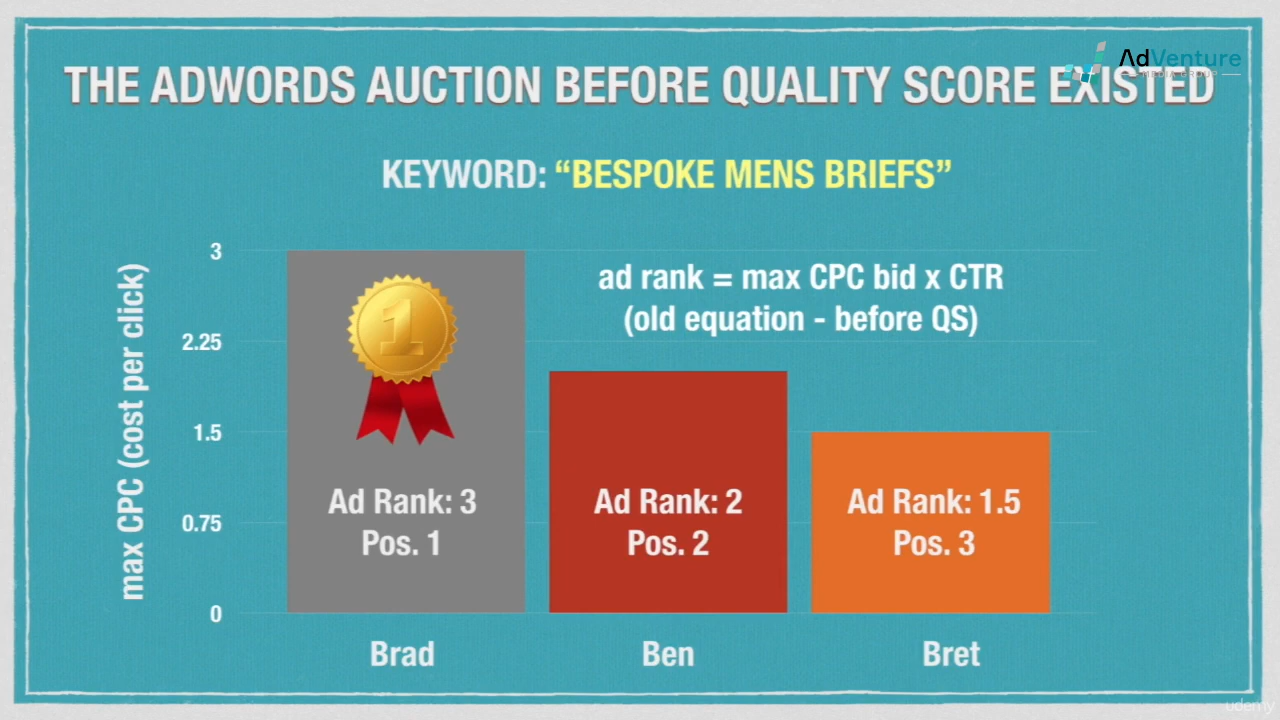 AdVenture
MEDIA GROUP
THE ADWORDS AUCTION BEFORE QUALITY SCORE EXISTED
KEYWORD: “BESPOKE MENS BRIEFS”
ad rank = max CPC bid x CTR
(old equation - before QS)
max CPC (cost per click)
3
2.25
1.5
0.75
0
1
Ad Rank: 3
Pos. 1
Ad Rank: 2
Pos. 2
Ad Rank: 1.5
Pos. 3
Brad
Ben
Bret
udemy